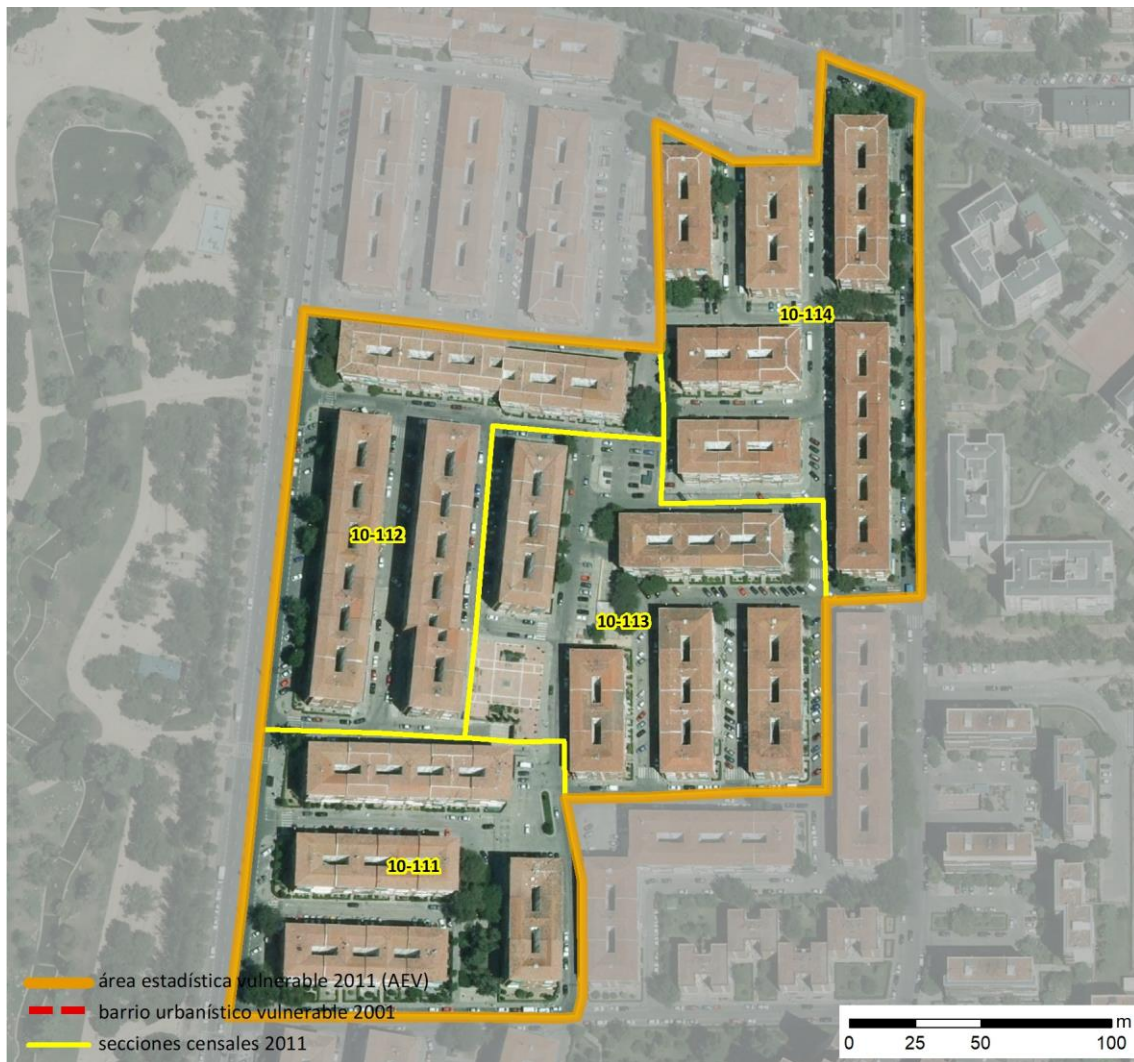 10-114
10-112
10-113
10-111
área estadística vulnerable 2011 (AEV)
barrio urbanístico vulnerable 2001
secciones censales 2011
m
0 25 50 100